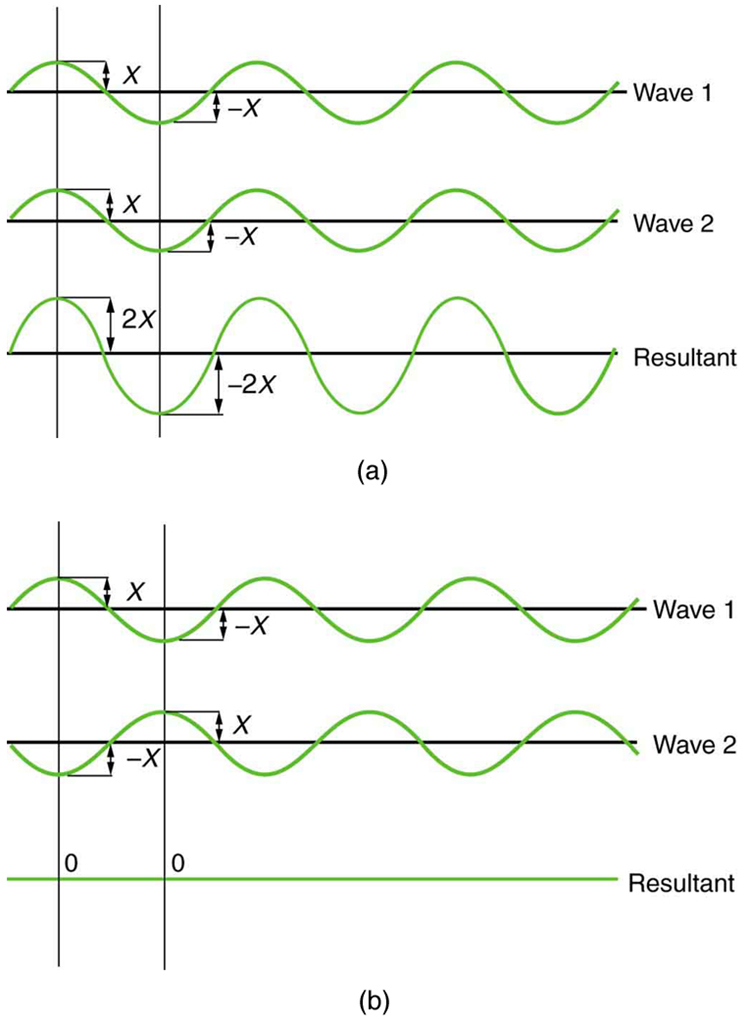 X
Wave 1
–X
X
Wave 2
–X
2X
Resultant
–2X
(a)
X
Wave 1
–X
X
Wave 2
–X
0 0
Resultant
(b)